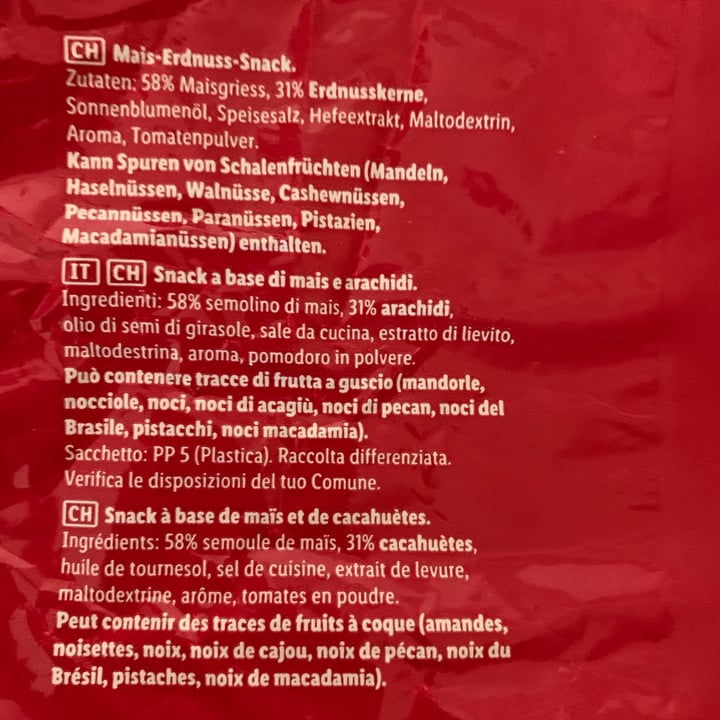 CH Mais-Erdnuss-Snack.
Zutaten: 58% Maisgriess, 31% Erdnusskerne,
Sonnenblumenöl, Speisesalz, Hefeextrakt, Maltodextrin,
Aroma, Tomatenpulver.
Kann Spuren von Schalenfrüchten (Mandeln,
Haselnüssen, Walnüsse, Cashewnüssen,
Pecannüssen, Paranüssen, Pistazien,
Macadamianüssen) enthalten.
IT CH Snack a base di mais e arachidi.
Ingredienti: 58% semolino di mais, 31% arachidi,
olio di semi di girasole, sale da cucina, estratto di lievito,
maltodestrina, aroma, pomodoro in polvere.
Può contenere tracce di frutta a guscio (mandorle,
nocciole, noci, noci di acagiù, noci di pecan, noci del
Brasile, pistacchi, noci macadamia).
Sacchetto: PP 5 (Plastica). Raccolta differenziata.
Verifica le disposizioni del tuo Comune.
CH Snack à base de maïs et de cacahuètes.
Ingrédients: 58% semoule de maïs, 31% cacahuètes,
huile de tournesol, sel de cuisine, extrait de levure,
maltodextrine, arôme, tomates en poudre.
Peut contenir des traces de fruits à coque (amandes,
noisettes, noix, noix de cajou, noix de pécan, noix du
Brésil, pistaches, noix de macadamia).